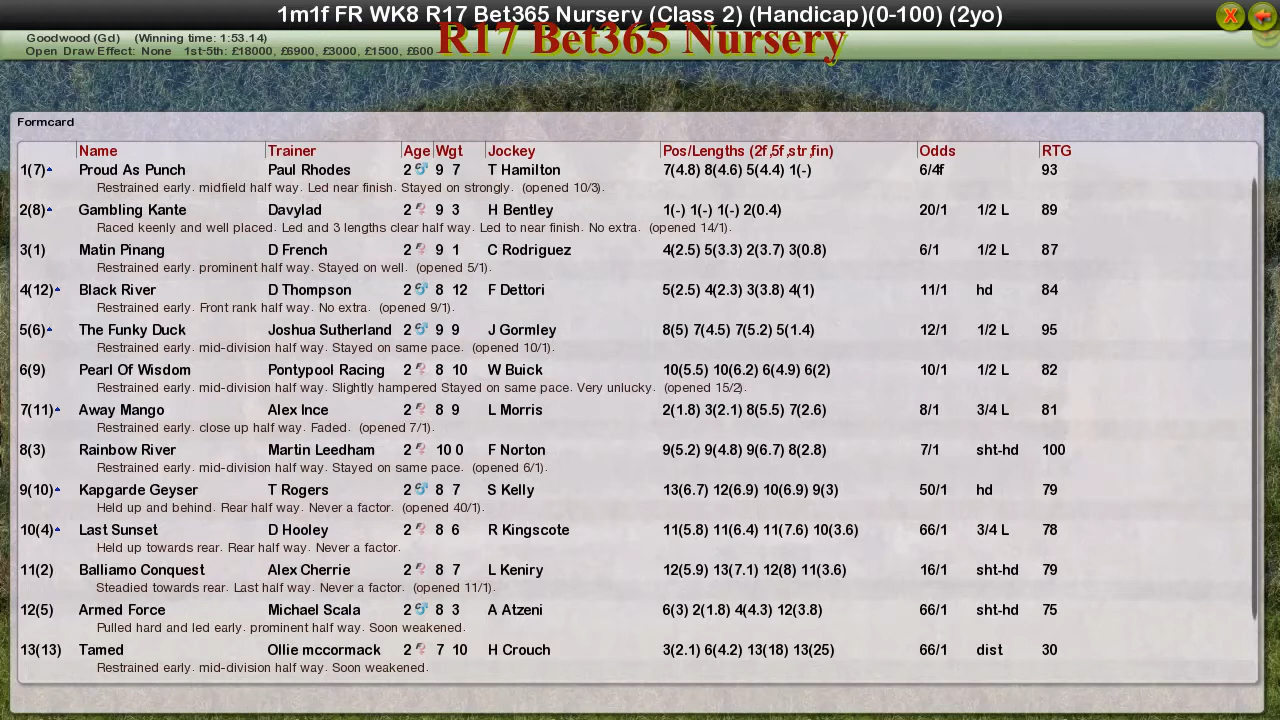 1m1f FR WK8 R17 Bet365 Nursery (Class 2) (Handicap)(0-100) (2yo)
R17 Bet365 Nursery
Goodwood (Gd) (Winning time: 1:53.14)
Open Draw Effect: None 1st-5th: £18000, £6900, £3000, £1500, £600
Formcard
Name Trainer Age Wgt Jockey Pos/Lengths (2f,5f,str,fin) Odds RTG
1(7) Proud As Punch Paul Rhodes 2 9 7 T Hamilton 7(4.8) 8(4.6) 5(4.4) 1(-) 6/4f 93
Restrained early. midfield half way. Led near finish. Stayed on strongly. (opened 10/3).
2(8) Gambling Kante Davylad 2 9 3 H Bentley 1(-) 1(-) 1(-) 2(0.4) 20/1 1/2 L 89
Raced keenly and well placed. Led and 3 lengths clear half way. Led to near finish. No extra. (opened 14/1).
3(1) Matin Pinang D French 2 9 1 C Rodriguez 4(2.5) 5(3.3) 2(3.7) 3(0.8) 6/1 1/2 L 87
Restrained early. prominent half way. Stayed on well. (opened 5/1).
4(12) Black River D Thompson 2 8 12 F Dettori 5(2.5) 4(2.3) 3(3.8) 4(1) 11/1 hd 84
Restrained early. Front rank half way. No extra. (opened 9/1).
5(6) The Funky Duck Joshua Sutherland 2 9 9 J Gormley 8(5) 7(4.5) 7(5.2) 5(1.4) 12/1 1/2 L 95
Restrained early. mid-division half way. Stayed on same pace. (opened 10/1).
6(9) Pearl Of Wisdom Pontypool Racing 2 8 10 W Buick 10(5.5) 10(6.2) 6(4.9) 6(2) 10/1 1/2 L 82
Restrained early. mid-division half way. Slightly hampered Stayed on same pace. Very unlucky. (opened 15/2).
7(11) Away Mango Alex Ince 2 8 9 L Morris 2(1.8) 3(2.1) 8(5.5) 7(2.6) 8/1 3/4 L 81
Restrained early. close up half way. Faded. (opened 7/1).
8(3) Rainbow River Martin Leedham 2 10 0 F Norton 9(5.2) 9(4.8) 9(6.7) 8(2.8) 7/1 sht-hd 100
Restrained early. mid-division half way. Stayed on same pace. (opened 6/1).
9(10) Kapgarde Geyser T Rogers 2 8 7 S Kelly 13(6.7) 12(6.9) 10(6.9) 9(3) 50/1 hd 79
Held up and behind. Rear half way. Never a factor. (opened 40/1).
10(4) Last Sunset D Hooley 2 8 6 R Kingscote 11(5.8) 11(6.4) 11(7.6) 10(3.6) 66/1 3/4 L 78
Held up towards rear. Rear half way. Never a factor.
11(2) Balliamo Conquest Alex Cherrie 2 8 7 L Keniry 12(5.9) 13(7.1) 12(8) 11(3.6) 16/1 sht-hd 79
Steadied towards rear. Last half way. Never a factor. (opened 11/1).
12(5) Armed Force Michael Scala 2 8 3 A Atzeni 6(3) 2(1.8) 4(4.3) 12(3.8) 66/1 sht-hd 75
Pulled hard and led early. prominent half way. Soon weakened.
13(13) Tamed Ollie mccormack 2 7 10 H Crouch 3(2.1) 6(4.2) 13(18) 13(25) 66/1 dist 30
Restrained early. mid-division half way. Soon weakened.